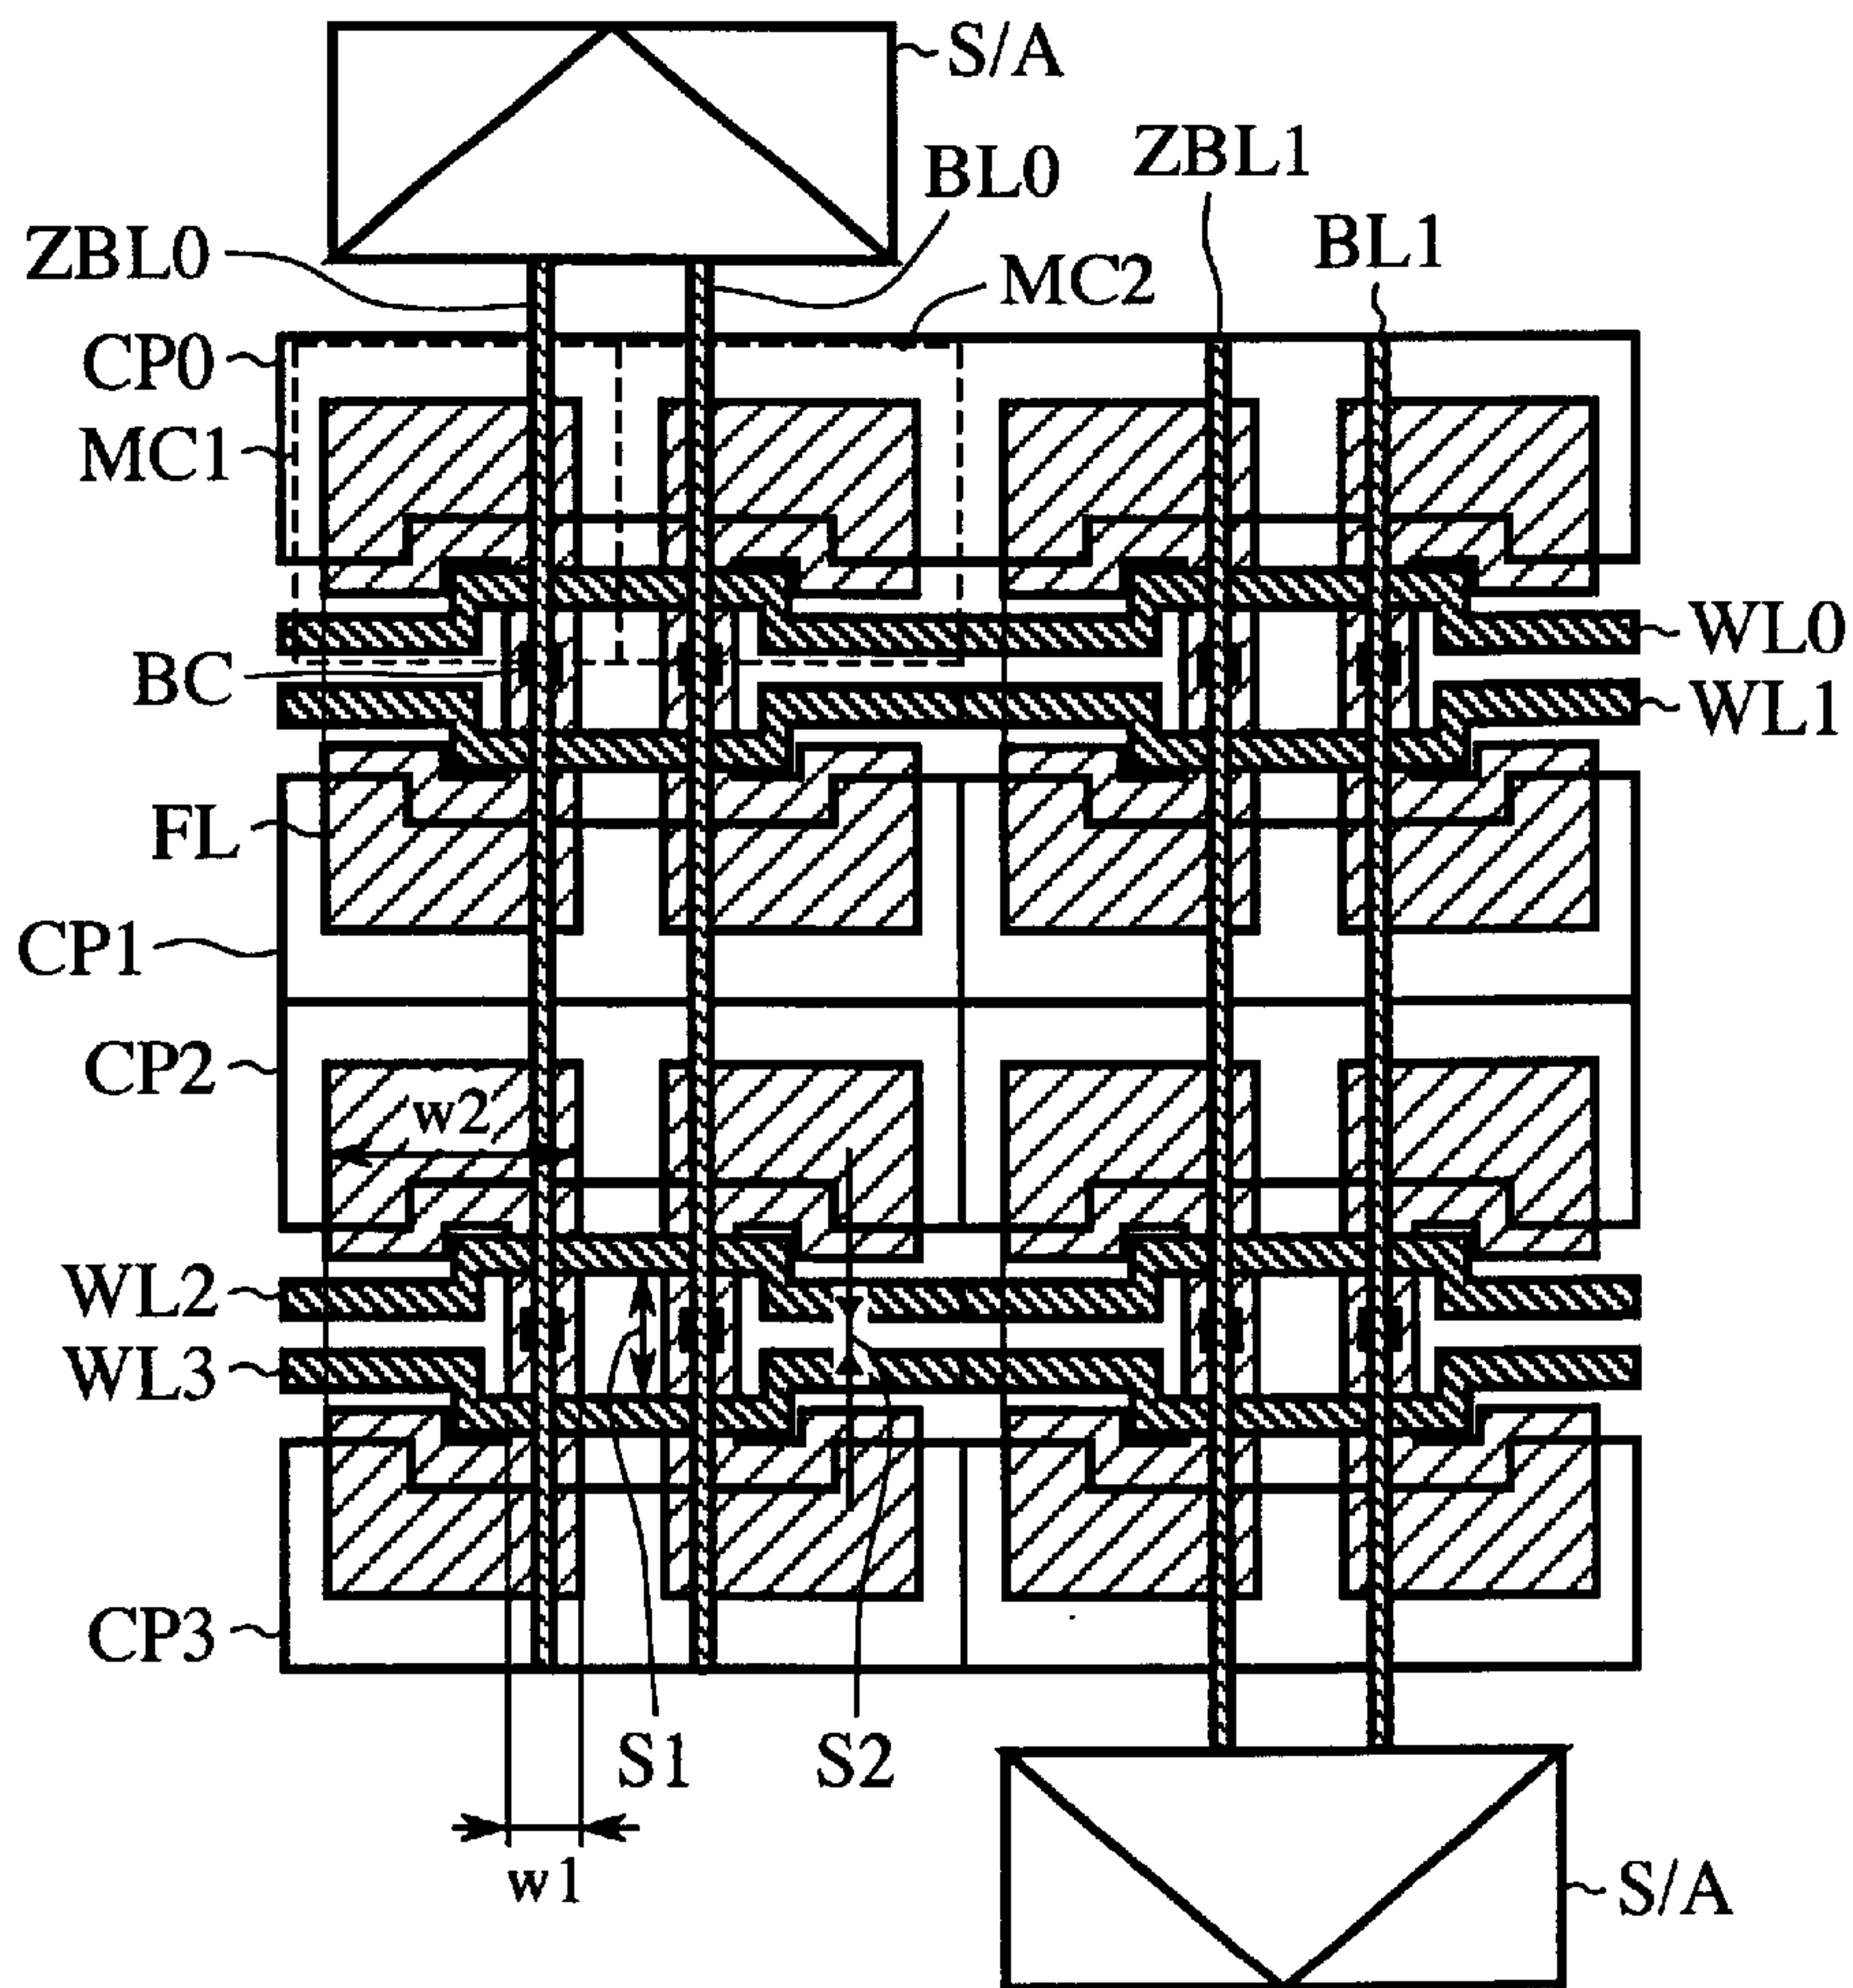 S/A
ZBL1
BL0
BL1
ZBL0
MC2
CP0
MC1
WL0
BC
WL1
FL
CP1
CP2
w2
WL2
WL3
CP3
S1
S2
w1
S/A